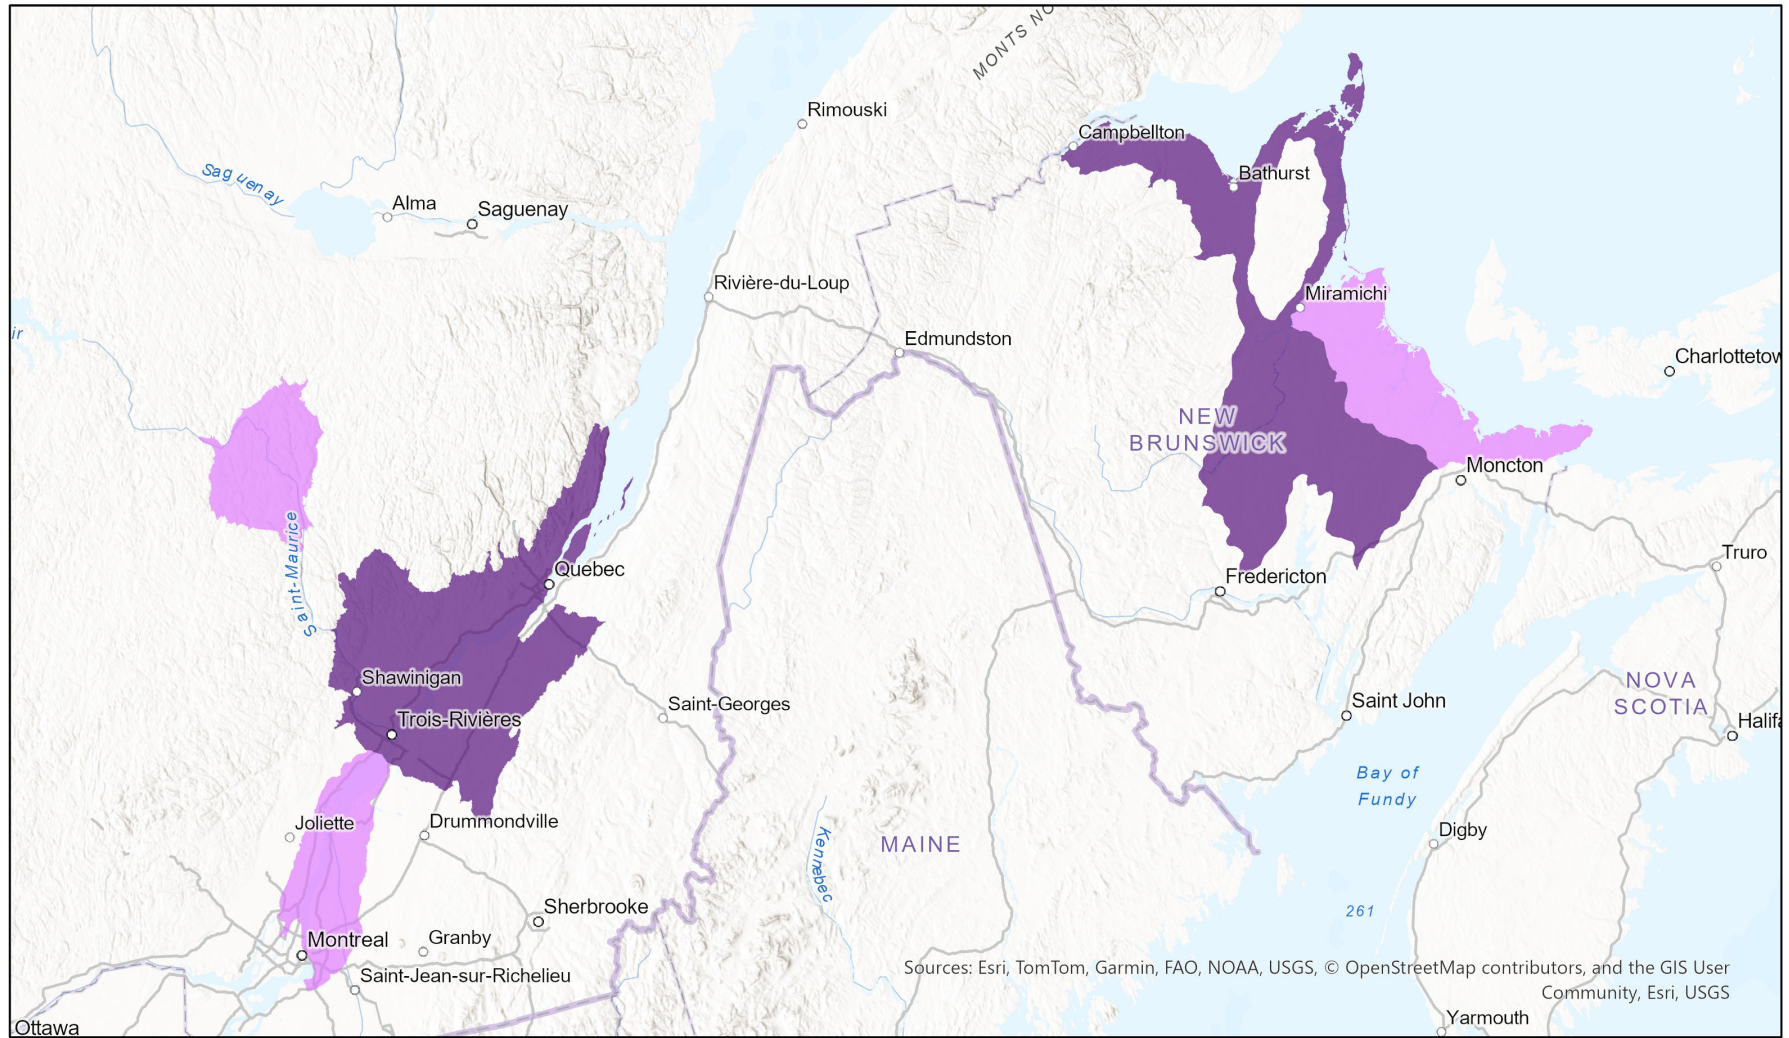 MONTS NO
Rimouski
Campbellton
Saguenay
Bathurst
Alma
Saguenay
Rivière-du-Loup
Miramichi
ir
Edmundston
Charlottetow
NEW
BRUNSWICK
Moncton
Saint-Maurice
Truro
Quebec
Fredericton
Shawinigan
NOVA
SCOTIA
Saint-Georges
Saint John
Trois-Rivières
Halifa
Bay of
Fundy
Joliette
Drummondville
Digby
MAINE
Kennebec
Sherbrooke
261
Montreal
Granby
Saint-Jean-sur-Richelieu
Sources: Esri, TomTom, Garmin, FAO, NOAA, USGS, © OpenStreetMap contributors, and the GIS User
Community, Esri, USGS
Yarmouth
Ottawa